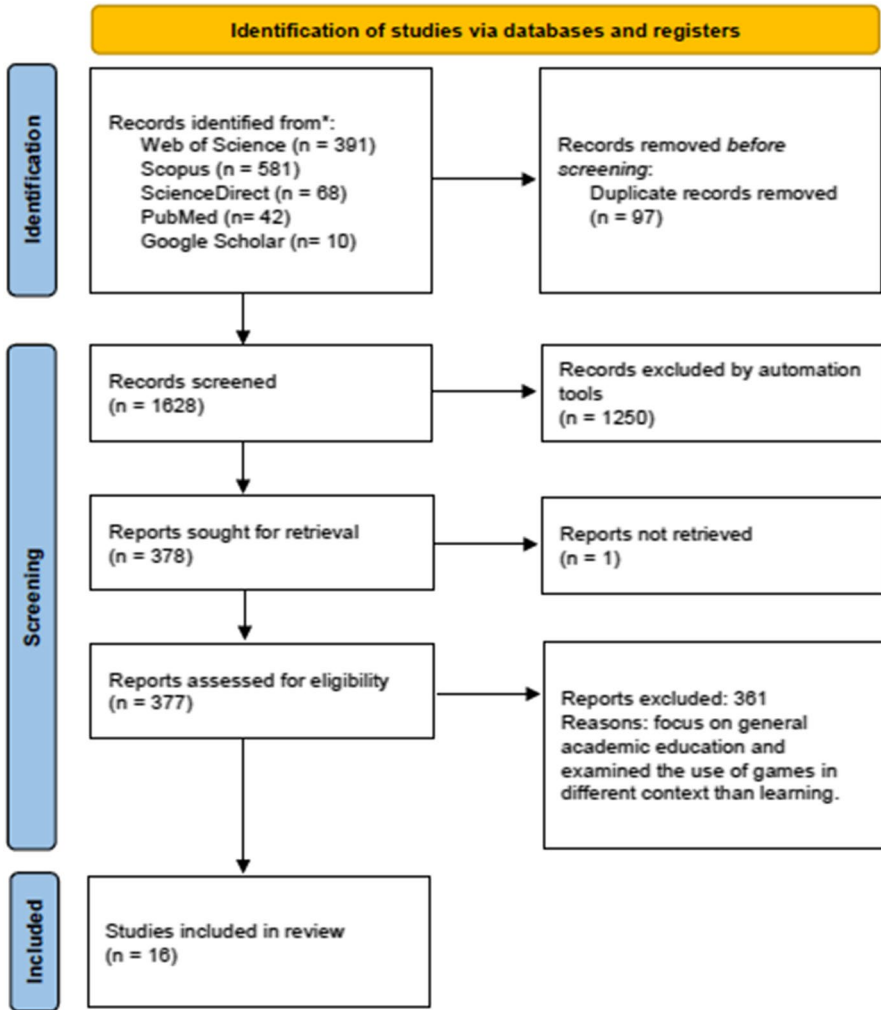 Identification of studies via databases and registers
Identification
Records identified from*:
Web of Science (n = 391)
Scopus (n = 581)
ScienceDirect (n = 68)
PubMed (n= 42)
Google Scholar (n= 10)
Records removed before
screening:
Duplicate records removed
(n = 97)
Screening
Records screened
(n = 1628)
Records excluded by automation
tools
(n = 1250)
Reports sought for retrieval
(n = 378)
Reports not retrieved
(n = 1)
Reports assessed for eligibility
(n = 377)
Reports excluded: 361
Reasons: focus on general
academic education and
examined the use of games in
different context than learning.
Included
Studies included in review
(n = 16)